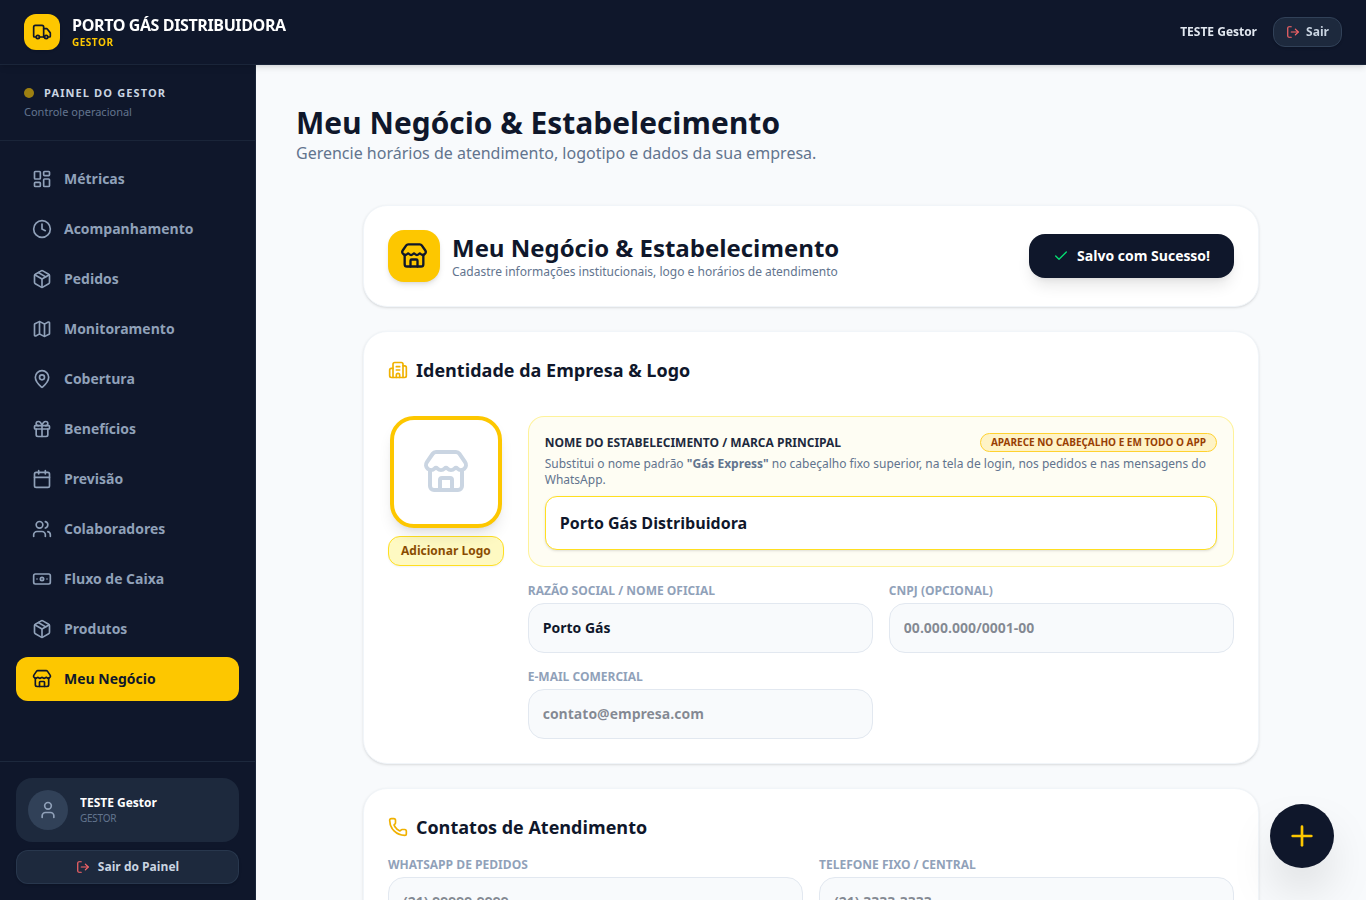 PORTO GÁS DISTRIBUIDORA
GESTOR
TESTE Gestor
Sair
PAINEL DO GESTOR
Controle operacional
Métricas
Acompanhamento
Pedidos
Monitoramento
Cobertura
Benefícios
Previsão
Colaboradores
Fluxo de Caixa
Produtos
Meu Negócio
TESTE Gestor
GESTOR
Sair do Painel
Meu Negócio & Estabelecimento
Gerencie horários de atendimento, logotipo e dados da sua empresa.
Meu Negócio & Estabelecimento
Cadastre informações institucionais, logo e horários de atendimento
Salvo com Sucesso!
Identidade da Empresa & Logo
Adicionar Logo
NOME DO ESTABELECIMENTO / MARCA PRINCIPAL
APARECE NO CABEÇALHO E EM TODO O APP
Substitui o nome padrão "Gás Express" no cabeçalho fixo superior, na tela de login, nos pedidos e nas mensagens do
WhatsApp.
Porto Gás Distribuidora
RAZÃO SOCIAL / NOME OFICIAL
CNPJ (OPCIONAL)
Porto Gás
00.000.000/0001-00
E-MAIL COMERCIAL
contato@empresa.com
Contatos de Atendimento
WHATSAPP DE PEDIDOS
TELEFONE FIXO / CENTRAL